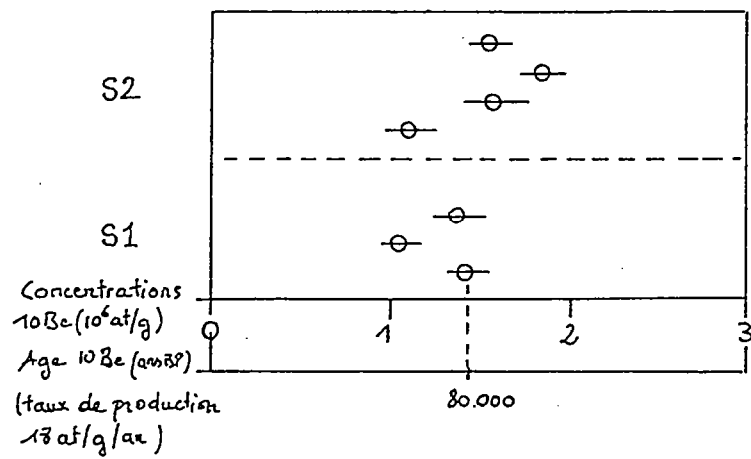 S2
S1
Concentrations
10Be (10⁶ at/g)
0 1 2 3
Age 10Be (ans BP)
80.000
(taux de production
18 at/g/an)